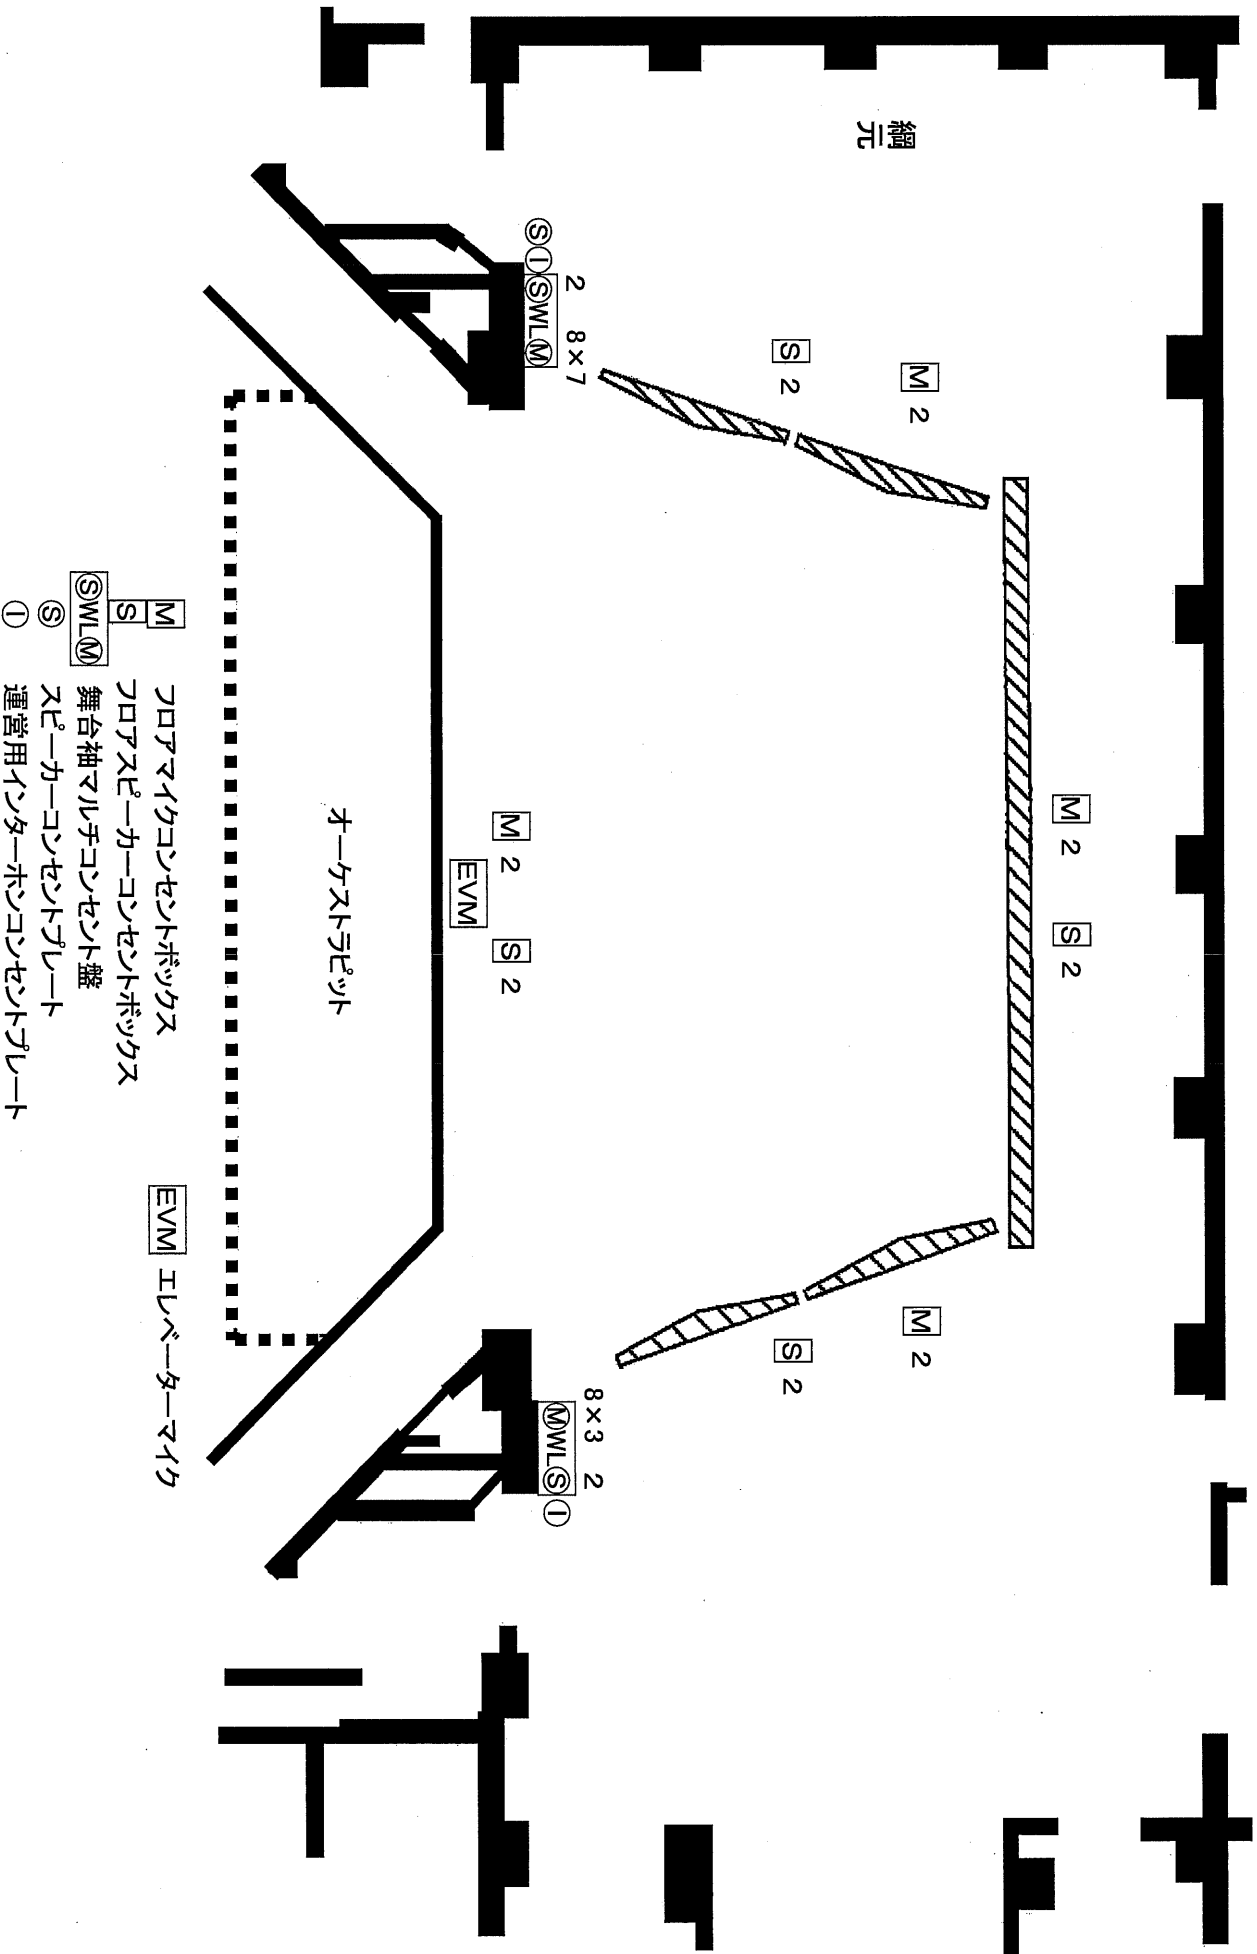 M 2 S 2
M 2
M 2
S 2
S 2
網元
8×7
2
ⓈⒾⓈWLⓂ
8×3 2
ⓂWLⓈⒾ
M 2 S 2
EVM
オーケストラピット
M フロアマイクコンセントボックス
S フロアスピーカーコンセントボックス
ⓈWLⓂ 舞台袖マルチコンセント盤
Ⓢ スピーカーコンセントプレート
Ⓘ 運営用インターホンコンセントプレート
EVM エレベーターマイク